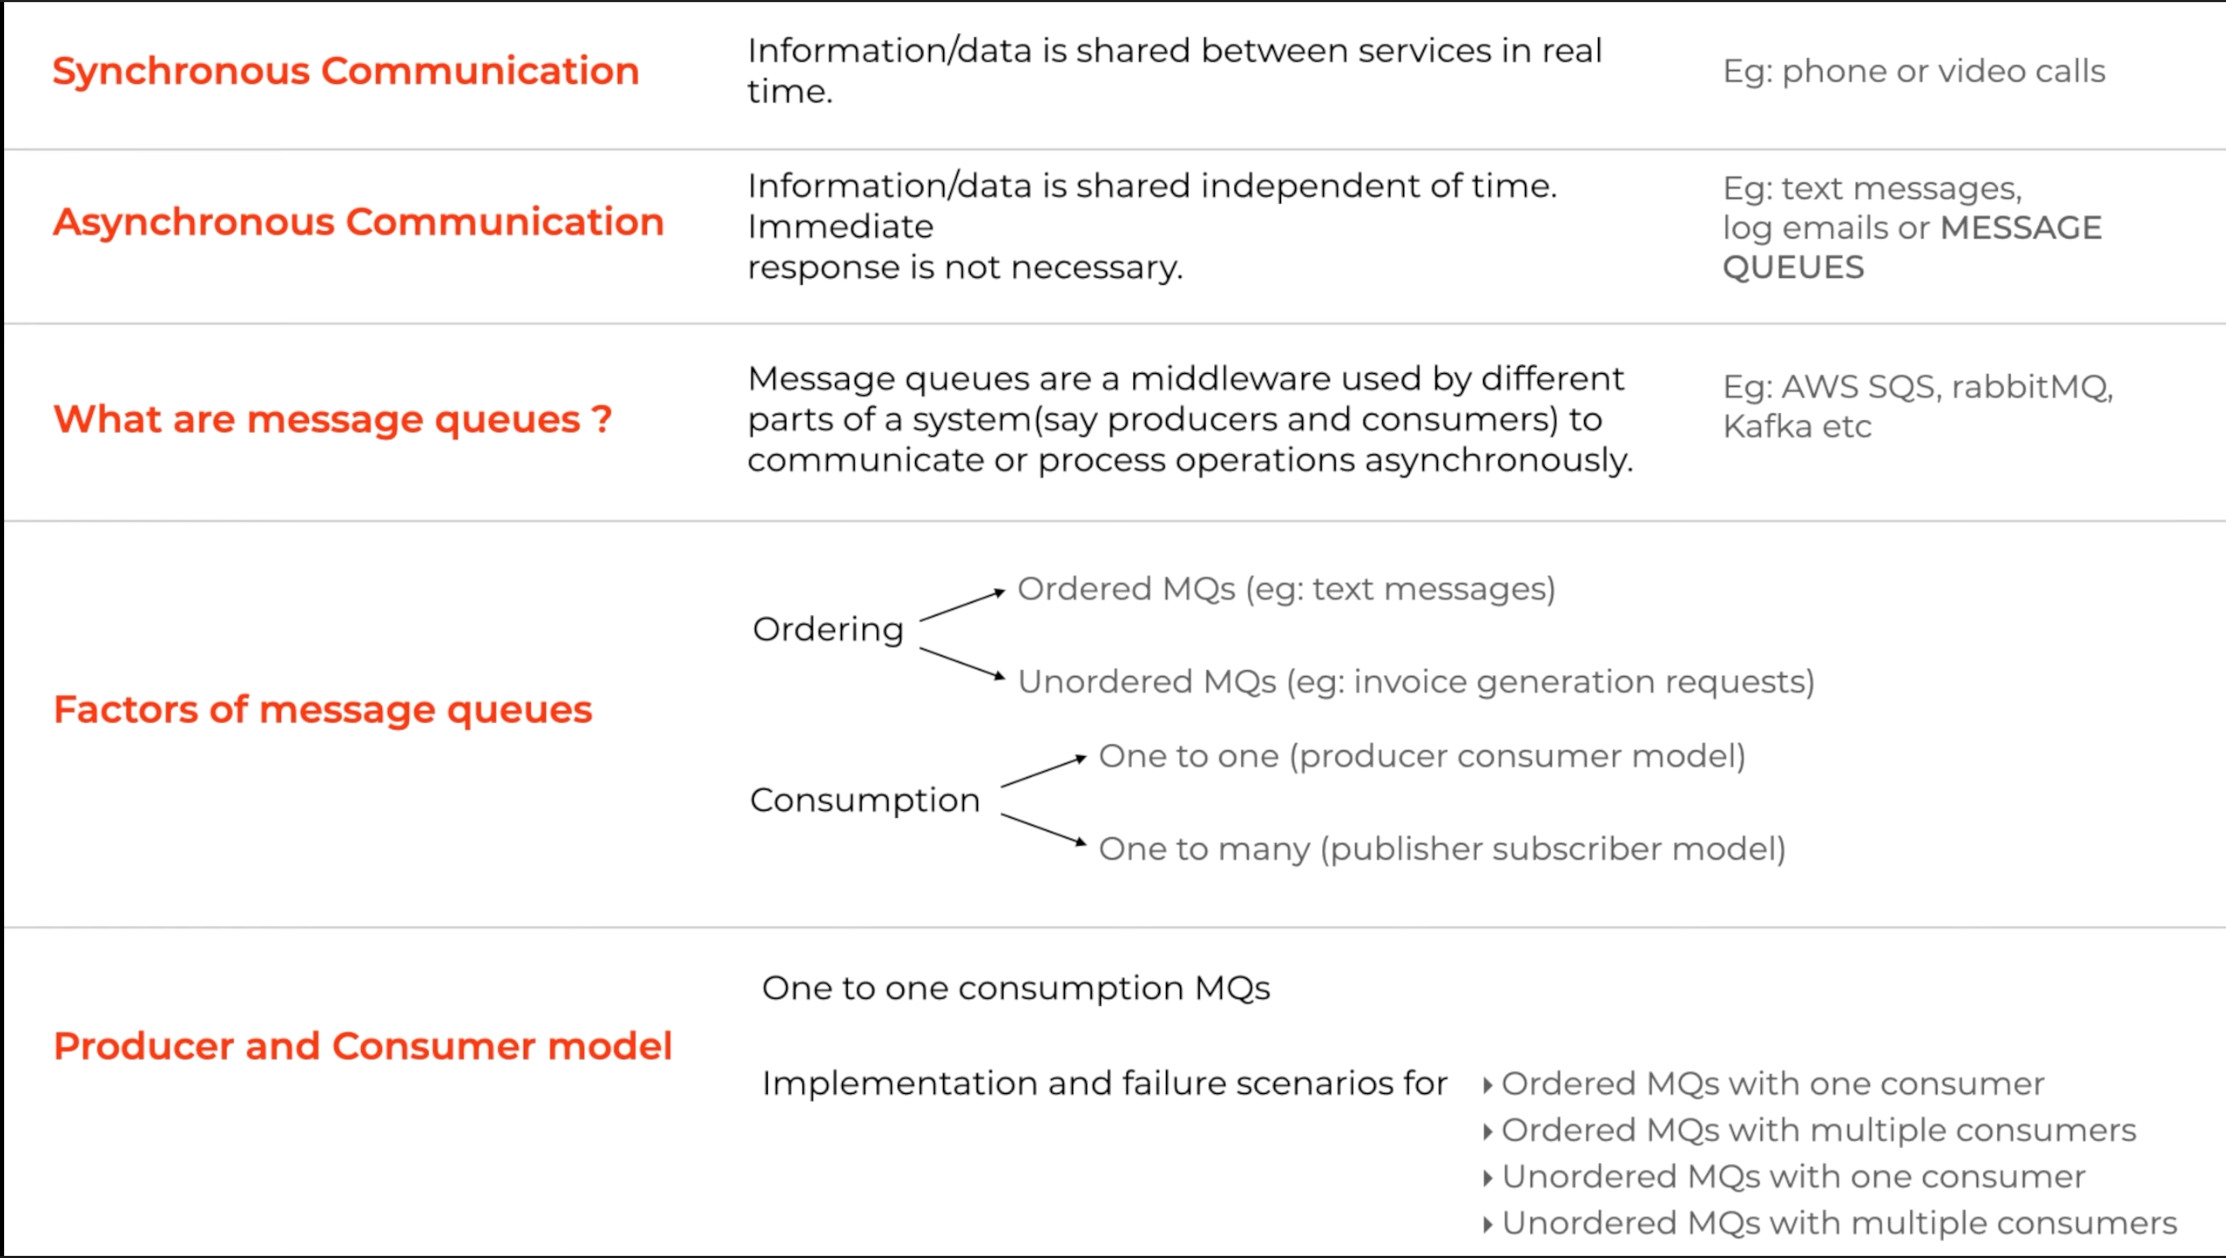 Synchronous Communication
Information/data is shared between services in real
time.
Eg: phone or video calls
Asynchronous Communication
Information/data is shared independent of time.
Immediate
response is not necessary.
Eg: text messages,
log emails or MESSAGE
QUEUES
What are message queues ?
Message queues are a middleware used by different
parts of a system(say producers and consumers) to
communicate or process operations asynchronously.
Eg: AWS SQS, rabbitMQ,
Kafka etc
Factors of message queues
Ordering
Ordered MQs (eg: text messages)
Unordered MQs (eg: invoice generation requests)
Consumption
One to one (producer consumer model)
One to many (publisher subscriber model)
Producer and Consumer model
One to one consumption MQs
Implementation and failure scenarios for
Ordered MQs with one consumer
Ordered MQs with multiple consumers
Unordered MQs with one consumer
Unordered MQs with multiple consumers